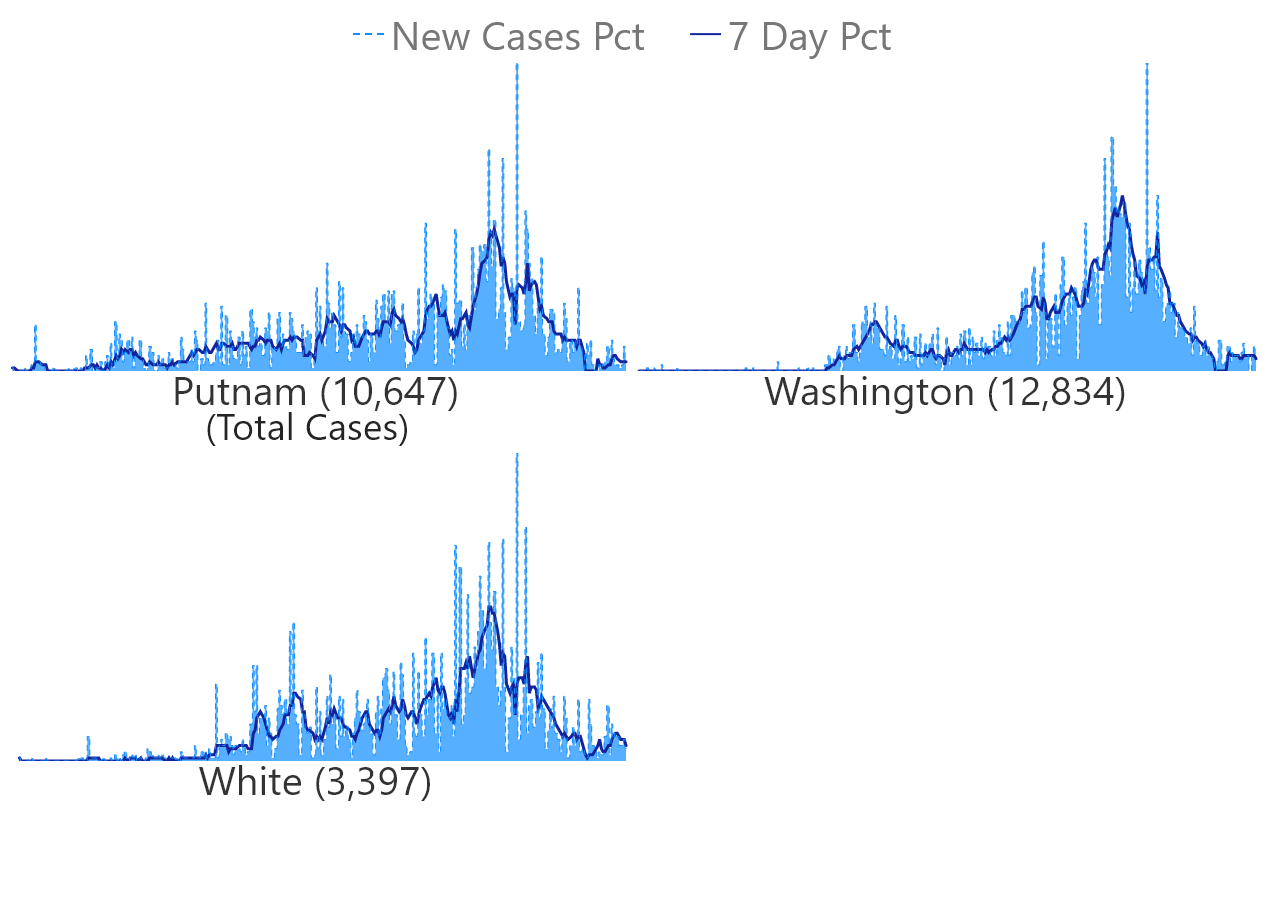 New Cases Pct 7 Day Pct
Putnam (10,647)
(Total Cases)
Washington (12,834)
White (3,397)